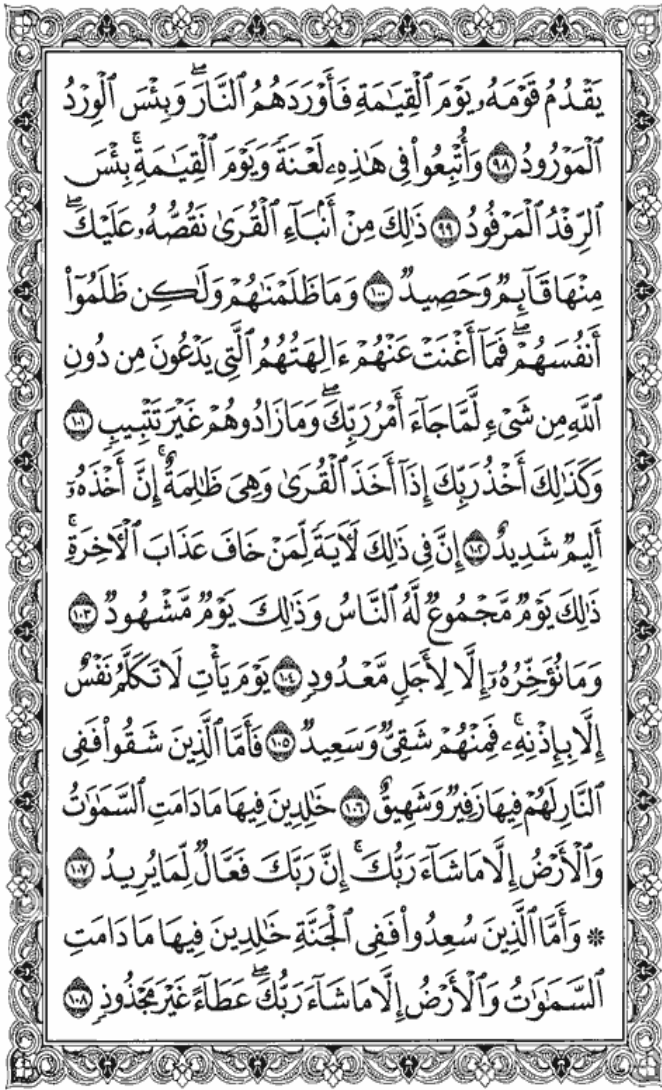 يَقْدُمُ قَوْمَهُۥ يَوْمَ ٱلْقِيَٰمَةِ فَأَوْرَدَهُمُ ٱلنَّارَۖ وَبِئْسَ ٱلْوِرْدُ
ٱلْمَوْرُودُ ٩٨ وَأُتْبِعُوا۟ فِى هَٰذِهِۦ لَعْنَةً وَيَوْمَ ٱلْقِيَٰمَةِۚ بِئْسَ
ٱلرِّفْدُ ٱلْمَرْفُودُ ٩٩ ذَٰلِكَ مِنْ أَنۢبَآءِ ٱلْقُرَىٰ نَقُصُّهُۥ عَلَيْكَۖ
مِنْهَا قَآئِمٌ وَحَصِيدٌ ١٠٠ وَمَا ظَلَمْنَٰهُمْ وَلَٰكِن ظَلَمُوٓا۟
أَنفُسَهُمْۖ فَمَآ أَغْنَتْ عَنْهُمْ ءَالِهَتُهُمُ ٱلَّتِى يَدْعُونَ مِن دُونِ
ٱللَّهِ مِن شَىْءٍ لَّمَّا جَآءَ أَمْرُ رَبِّكَۖ وَمَا زَادُوهُمْ غَيْرَ تَتْبِيبٍ ١٠١
وَكَذَٰلِكَ أَخْذُ رَبِّكَ إِذَآ أَخَذَ ٱلْقُرَىٰ وَهِىَ ظَٰلِمَةٌۚ إِنَّ أَخْذَهُۥٓ
أَلِيمٌ شَدِيدٌ ١٠٢ إِنَّ فِى ذَٰلِكَ لَءَايَةً لِّمَنْ خَافَ عَذَابَ ٱلْءَاخِرَةِۚ
ذَٰلِكَ يَوْمٌ مَّجْمُوعٌ لَّهُ ٱلنَّاسُ وَذَٰلِكَ يَوْمٌ مَّشْهُودٌ ١٠٣
وَمَا نُؤَخِّرُهُۥٓ إِلَّا لِأَجَلٍ مَّعْدُودٍ ١٠٤ يَوْمَ يَأْتِ لَا تَكَلَّمُ نَفْسٌ
إِلَّا بِإِذْنِهِۦۚ فَمِنْهُمْ شَقِىٌّ وَسَعِيدٌ ١٠٥ فَأَمَّا ٱلَّذِينَ شَقُوا۟ فَفِى
ٱلنَّارِ لَهُمْ فِيهَا زَفِيرٌ وَشَهِيقٌ ١٠٦ خَٰلِدِينَ فِيهَا مَا دَامَتِ ٱلسَّمَٰوَٰتُ
وَٱلْأَرْضُ إِلَّا مَا شَآءَ رَبُّكَۚ إِنَّ رَبَّكَ فَعَّالٌ لِّمَا يُرِيدُ ١٠٧
۞ وَأَمَّا ٱلَّذِينَ سُعِدُوا۟ فَفِى ٱلْجَنَّةِ خَٰلِدِينَ فِيهَا مَا دَامَتِ
ٱلسَّمَٰوَٰتُ وَٱلْأَرْضُ إِلَّا مَا شَآءَ رَبُّكَۖ عَطَآءً غَيْرَ مَجْذُوذٍ ١٠٨